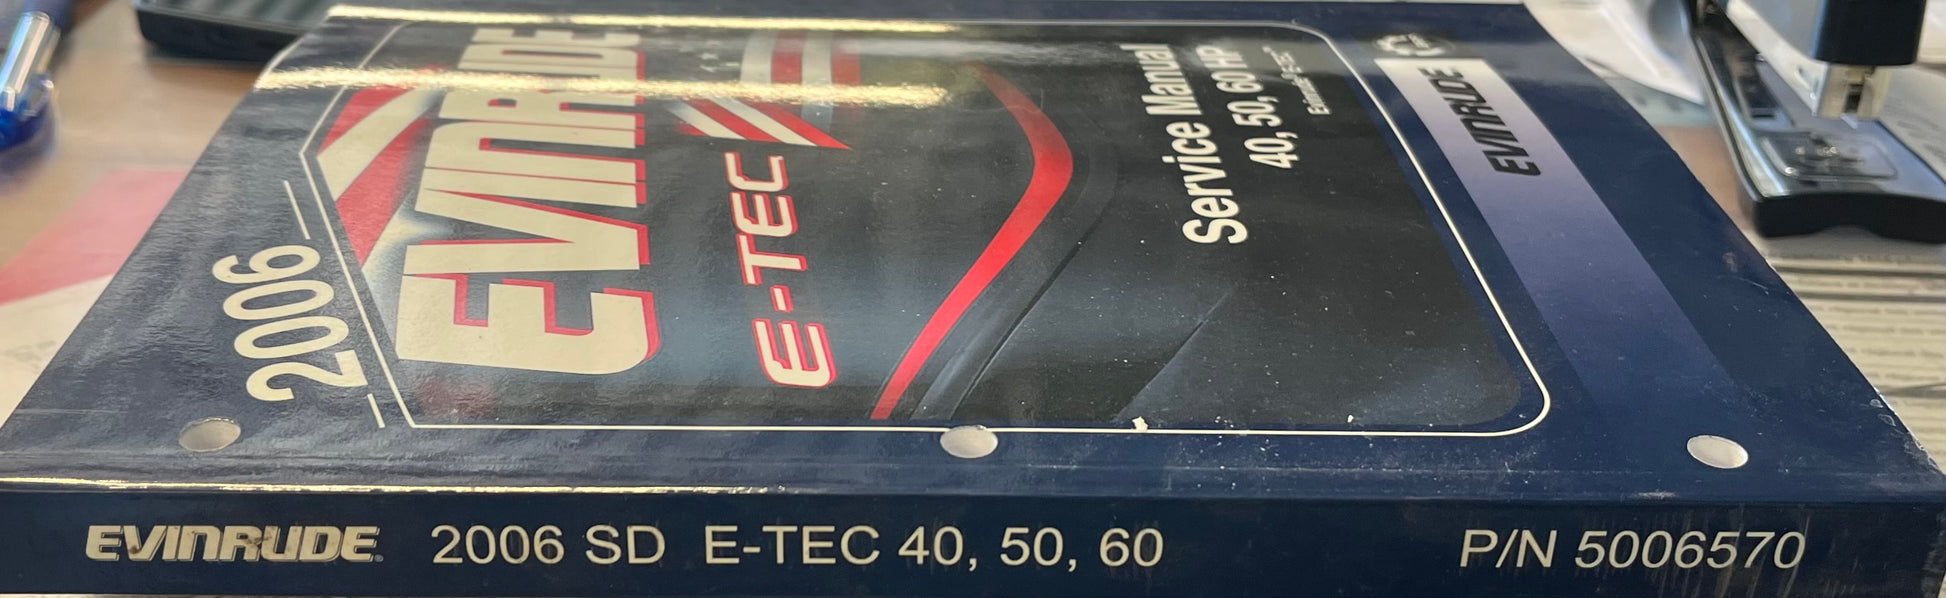 2006
EVINRUDE
E-TEC
Service Manual
40, 50, 60 HP
EVINRUDE
EVINRUDE 2006 SD E-TEC 40, 50, 60 P/N 5006570